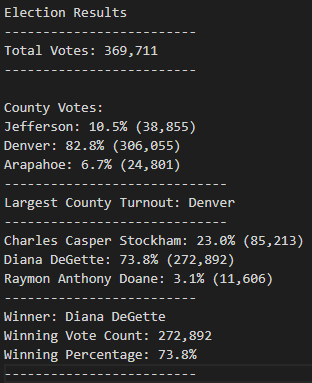 Election Results
-------------------------
Total Votes: 369,711
-------------------------
County Votes:
Jefferson: 10.5% (38,855)
Denver: 82.8% (306,055)
Arapahoe: 6.7% (24,801)
-----------------------------
Largest County Turnout: Denver
-----------------------------
Charles Casper Stockham: 23.0% (85,213)
Diana DeGette: 73.8% (272,892)
Raymon Anthony Doane: 3.1% (11,606)
-------------------------
Winner: Diana DeGette
Winning Vote Count: 272,892
Winning Percentage: 73.8%
-------------------------